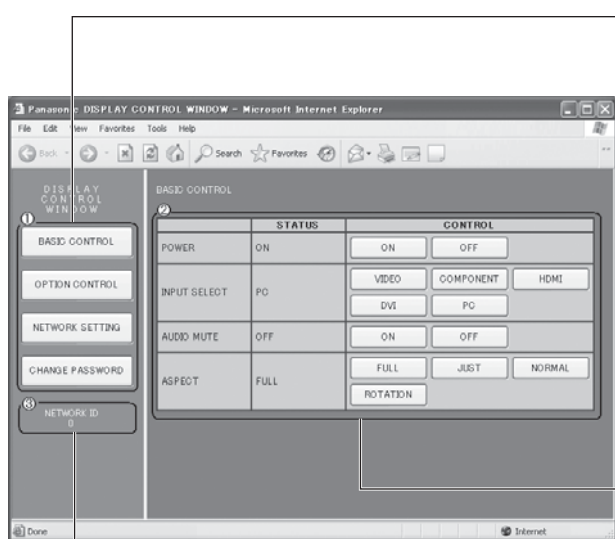 Panasonic DISPLAY CONTROL WINDOW - Microsoft Internet Explorer
File Edit View Favorites Tools Help
Back Search Favorites
DISPLAY
CONTROL
WINDOW
①
BASIC CONTROL
OPTION CONTROL
NETWORK SETTING
CHANGE PASSWORD
③
NETWORK ID
0
BASIC CONTROL
②
STATUS CONTROL
POWER ON ON OFF
INPUT SELECT PC VIDEO COMPONENT HDMI
DVI PC
AUDIO MUTE OFF ON OFF
ASPECT FULL FULL JUST NORMAL
ROTATION
Done Internet